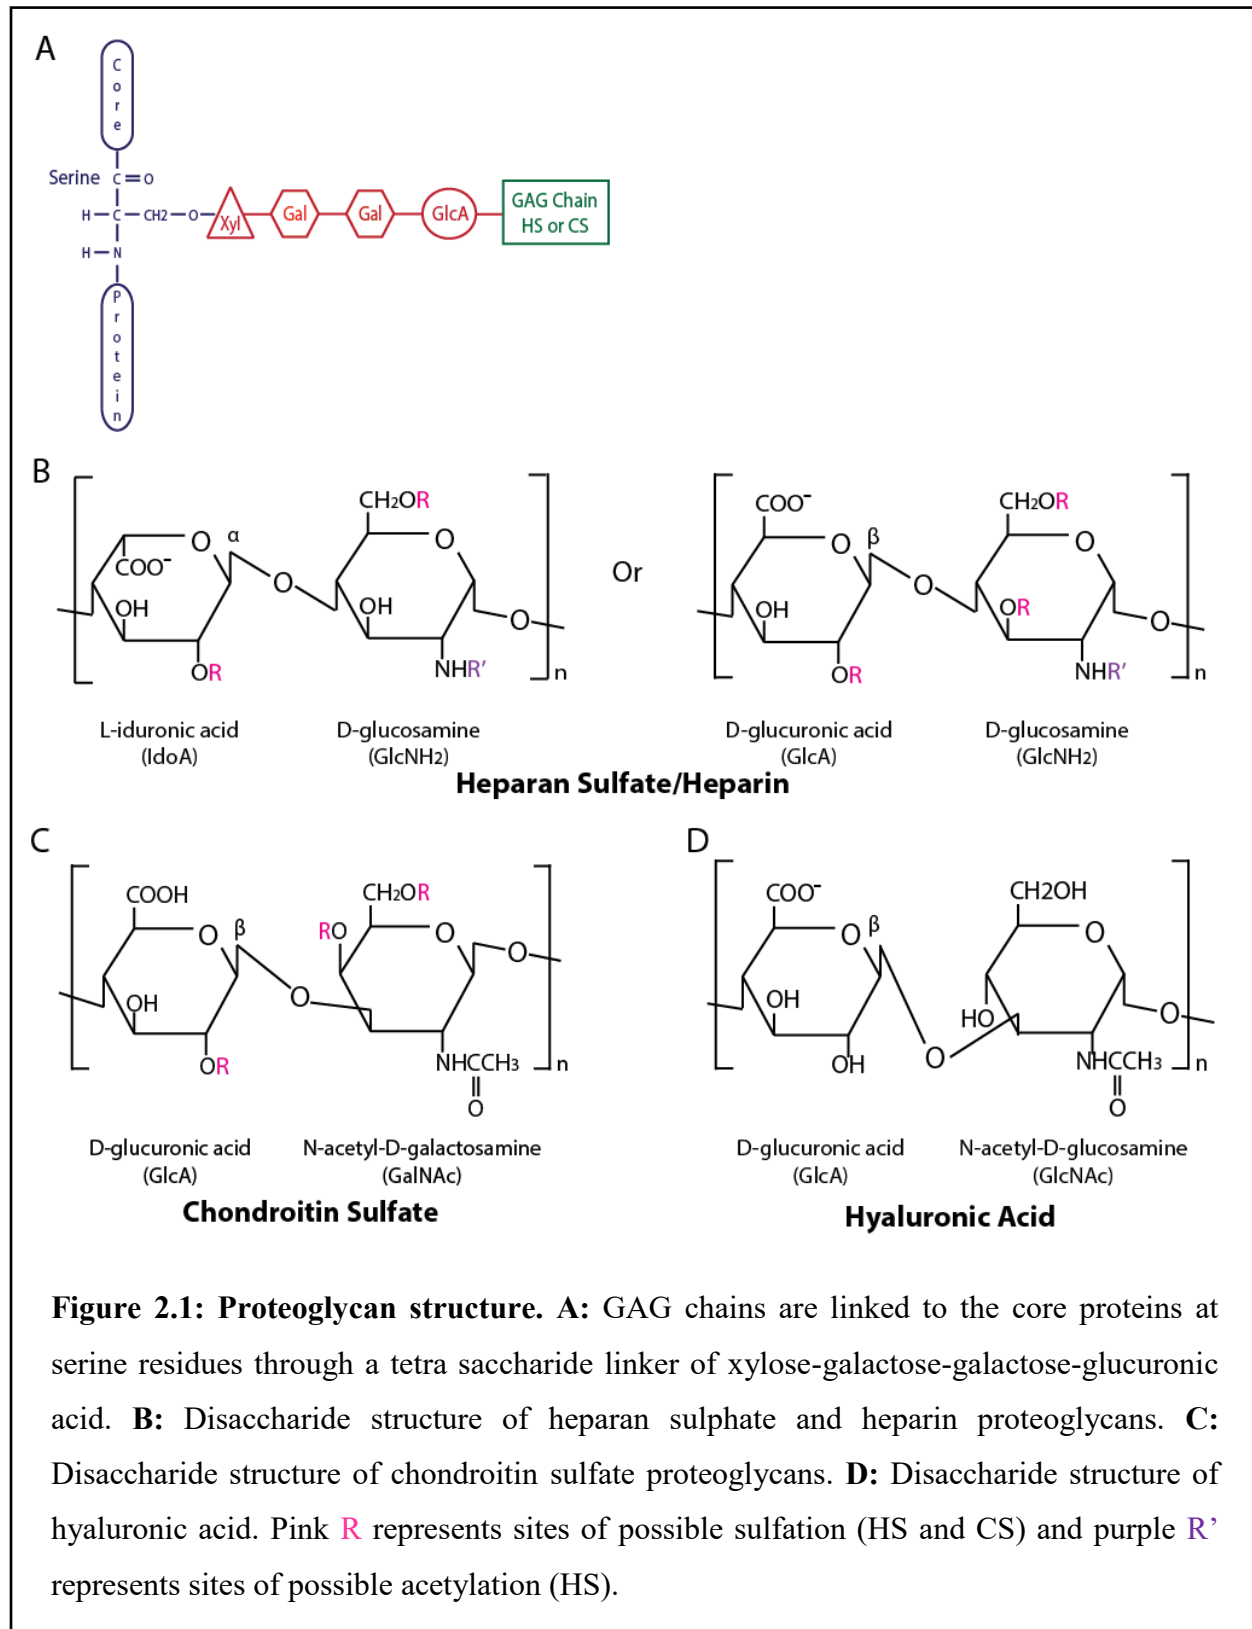 A
Core
Serine C=O
H-C-CH2-O-Xyl Gal Gal GlcA GAG Chain
HS or CS
H-N
Protein
B
CH₂OR
O
α
COO⁻
O
OH
OR
O
OH
NHR’
O
n
Or
COO⁻
O
β
OH
OR
O
CH₂OR
O
OR
NHR’
O
n
L-iduronic acid
(IdoA)
D-glucosamine
(GlcNH₂)
D-glucuronic acid
(GlcA)
D-glucosamine
(GlcNH₂)
Heparan Sulfate/Heparin
C
COOH
O
β
OH
OR
O
CH₂OR
RO
O
O
NHCCH₃
O
n
D
COO⁻
O
β
OH
OH
O
CH2OH
O
HO
O
NHCCH₃
O
n
D-glucuronic acid
(GlcA)
N-acetyl-D-galactosamine
(GalNAc)
Chondroitin Sulfate
D-glucuronic acid
(GlcA)
N-acetyl-D-glucosamine
(GlcNAc)
Hyaluronic Acid
Figure 2.1: Proteoglycan structure. A: GAG chains are linked to the core proteins at
serine residues through a tetra saccharide linker of xylose-galactose-galactose-glucuronic
acid. B: Disaccharide structure of heparan sulphate and heparin proteoglycans. C:
Disaccharide structure of chondroitin sulfate proteoglycans. D: Disaccharide structure of
hyaluronic acid. Pink R represents sites of possible sulfation (HS and CS) and purple R’
represents sites of possible acetylation (HS).